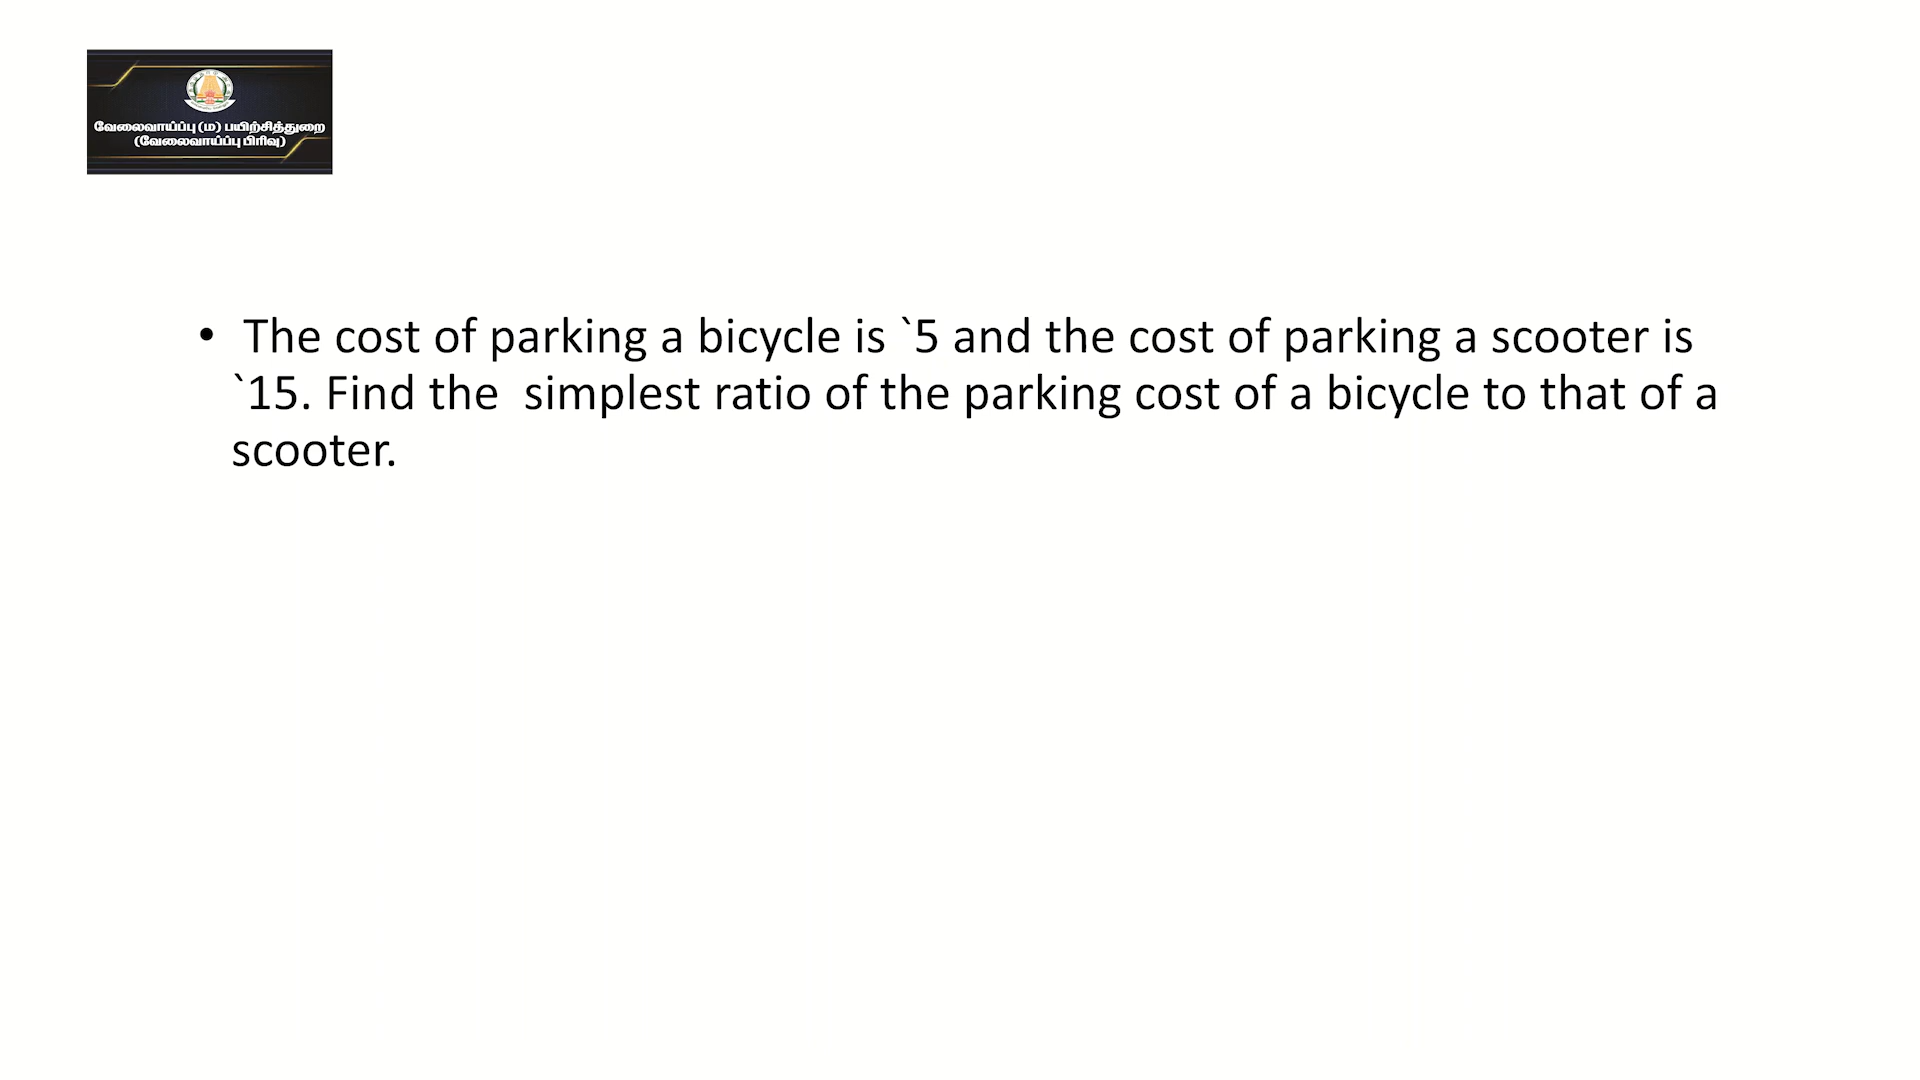 வேலைவாய்ப்பு (ம) பயிற்சித்துறை
(வேலைவாய்ப்பு பிரிவு)
• The cost of parking a bicycle is `5 and the cost of parking a scooter is
`15. Find the  simplest ratio of the parking cost of a bicycle to that of a
scooter.